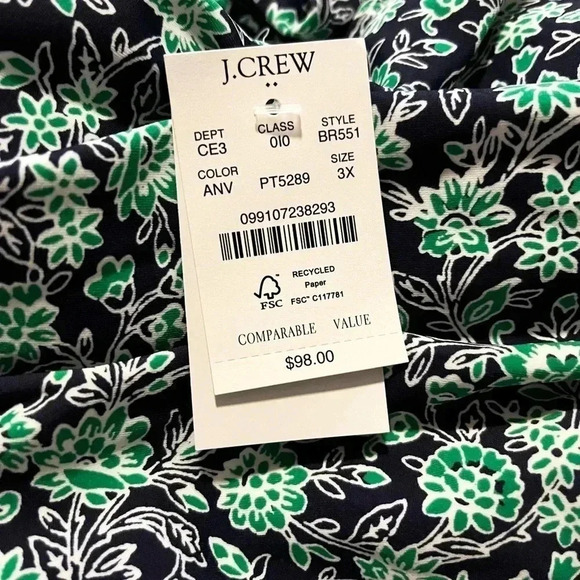 J.CREW
DEPT CLASS STYLE
CE3 010 BR551
COLOR SIZE
ANV PT5289 3X
099107238293
FSC
RECYCLED
Paper
FSC™ C117781
COMPARABLE VALUE
$98.00